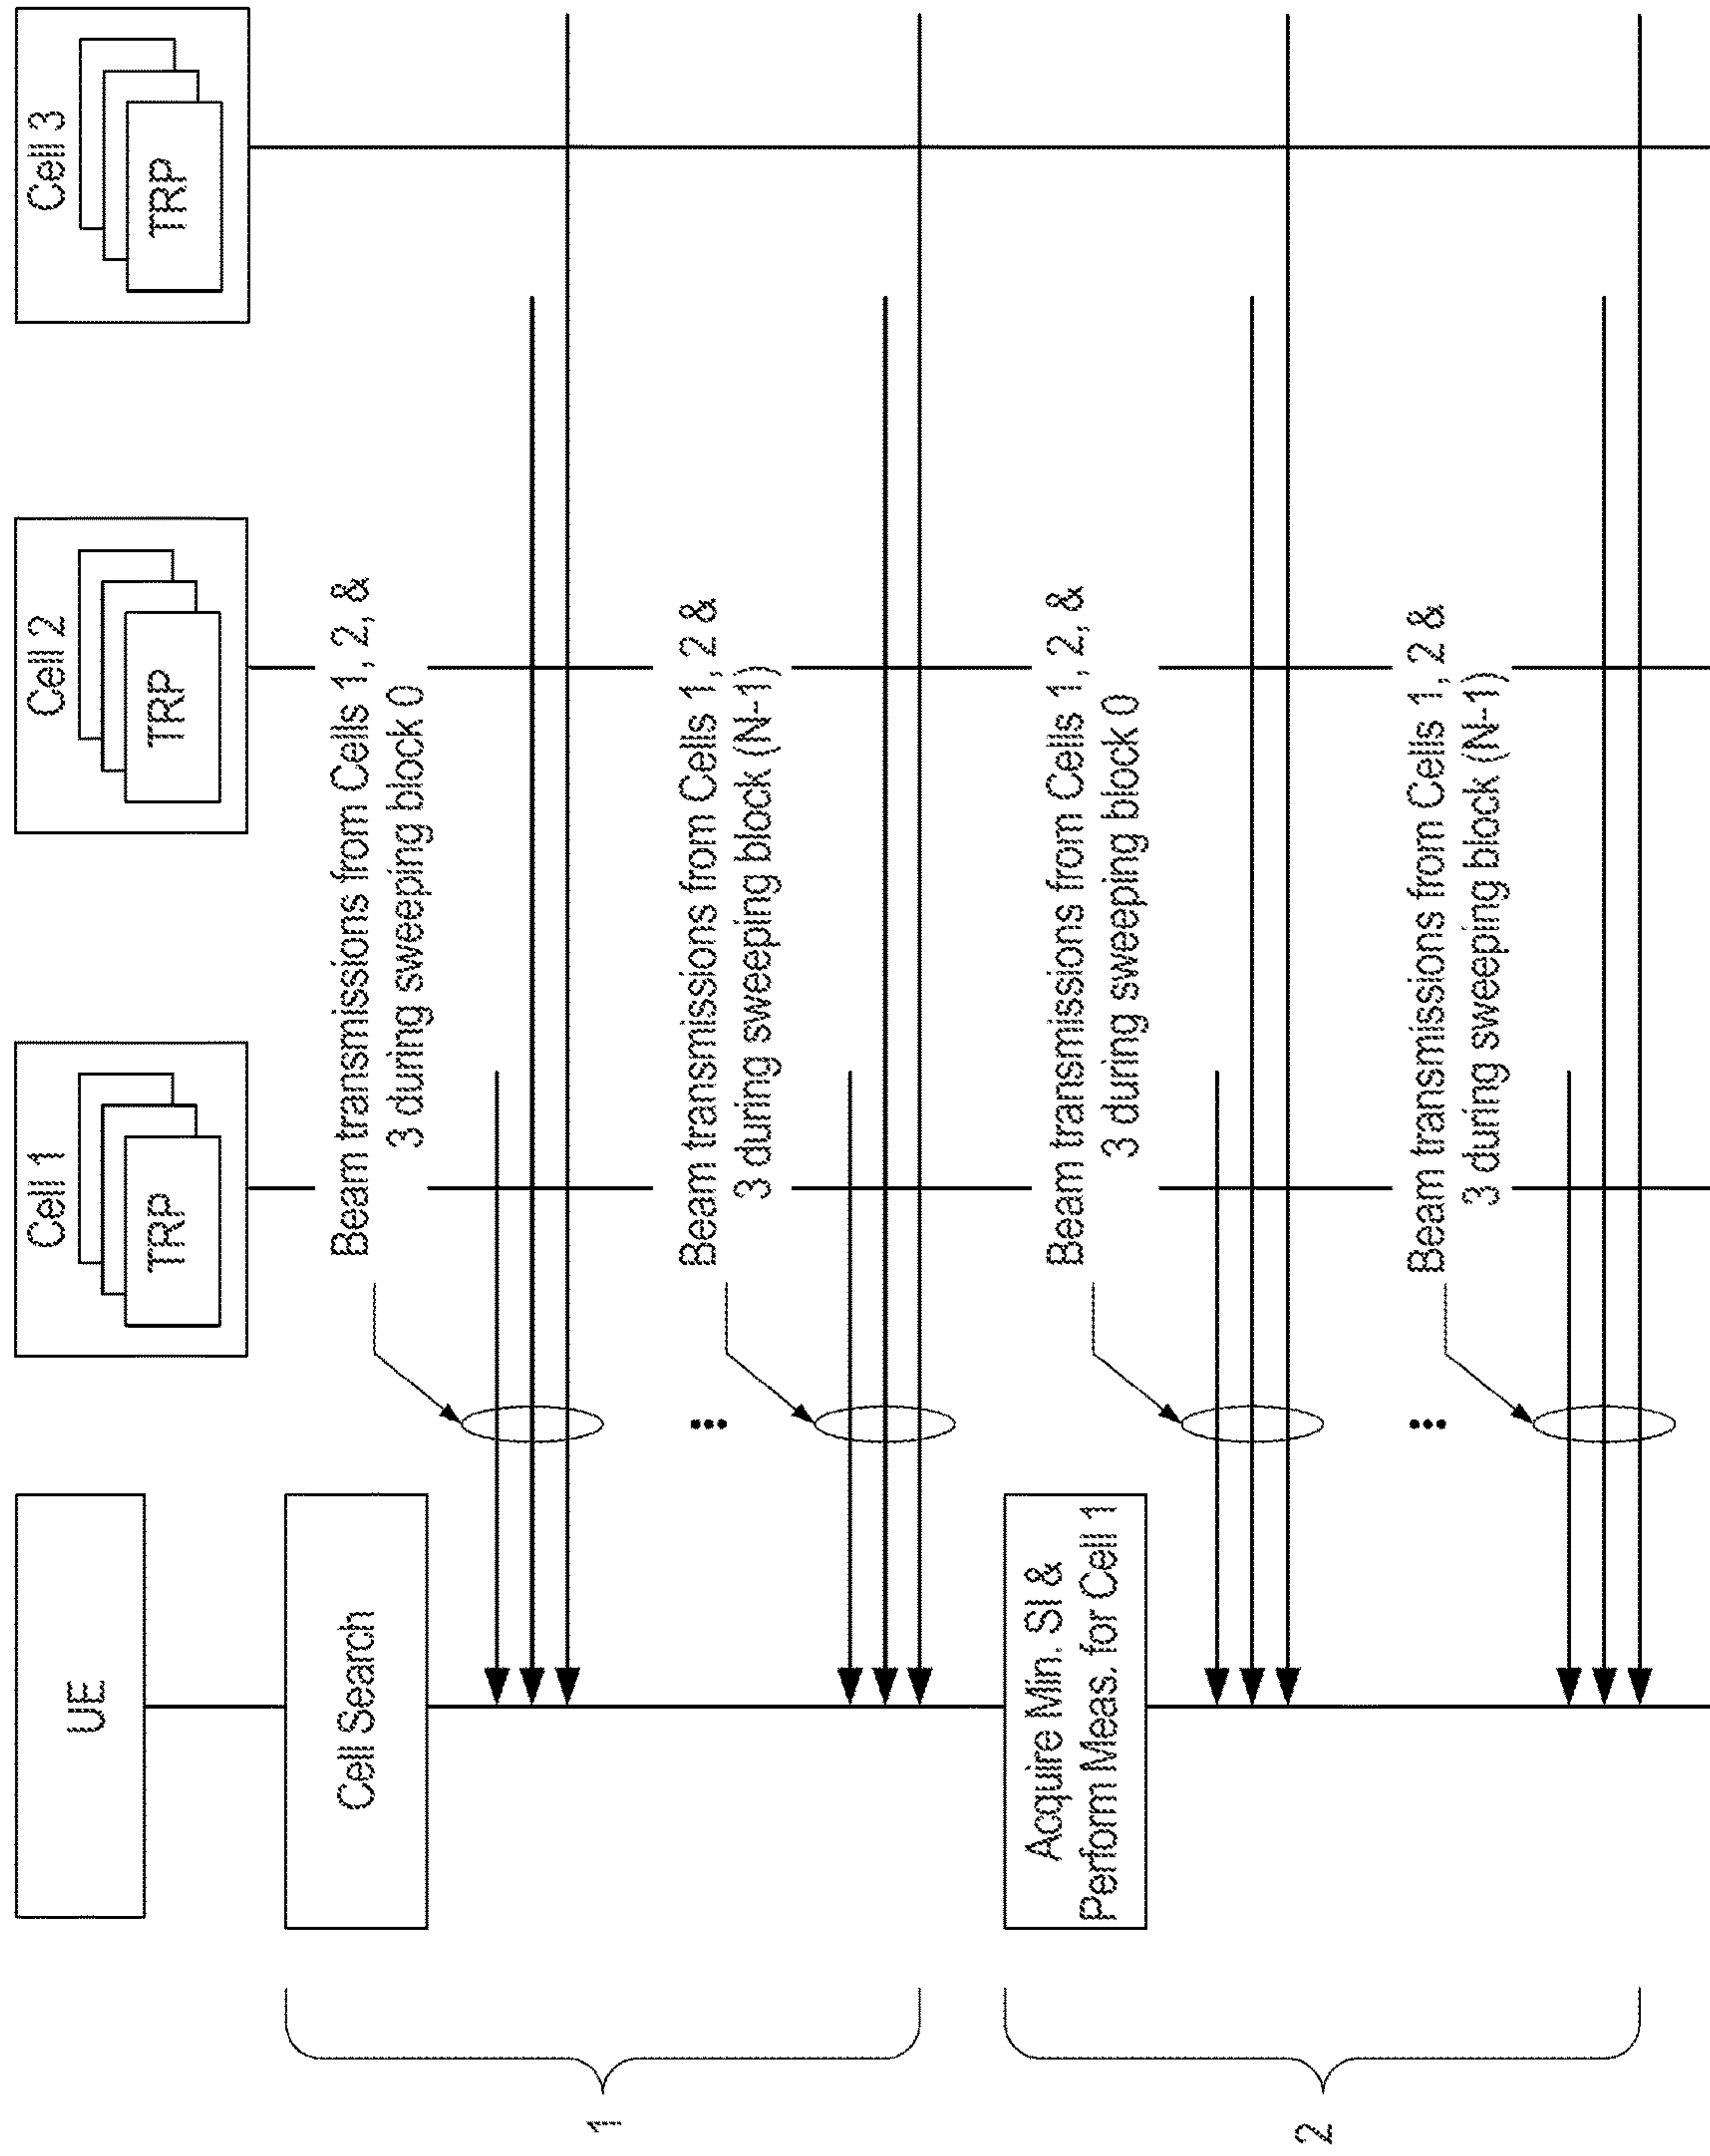 UE
Cell 1
TRP
Cell 2
TRP
Cell 3
TRP
1
Cell Search
Beam transmissions from Cells 1, 2, &
3 during sweeping block 0
•••
Beam transmissions from Cells 1, 2 &
3 during sweeping block (N-1)
2
Acquire Min. SI &
Perform Meas. for Cell 1
Beam transmissions from Cells 1, 2, &
3 during sweeping block 0
•••
Beam transmissions from Cells 1, 2 &
3 during sweeping block (N-1)